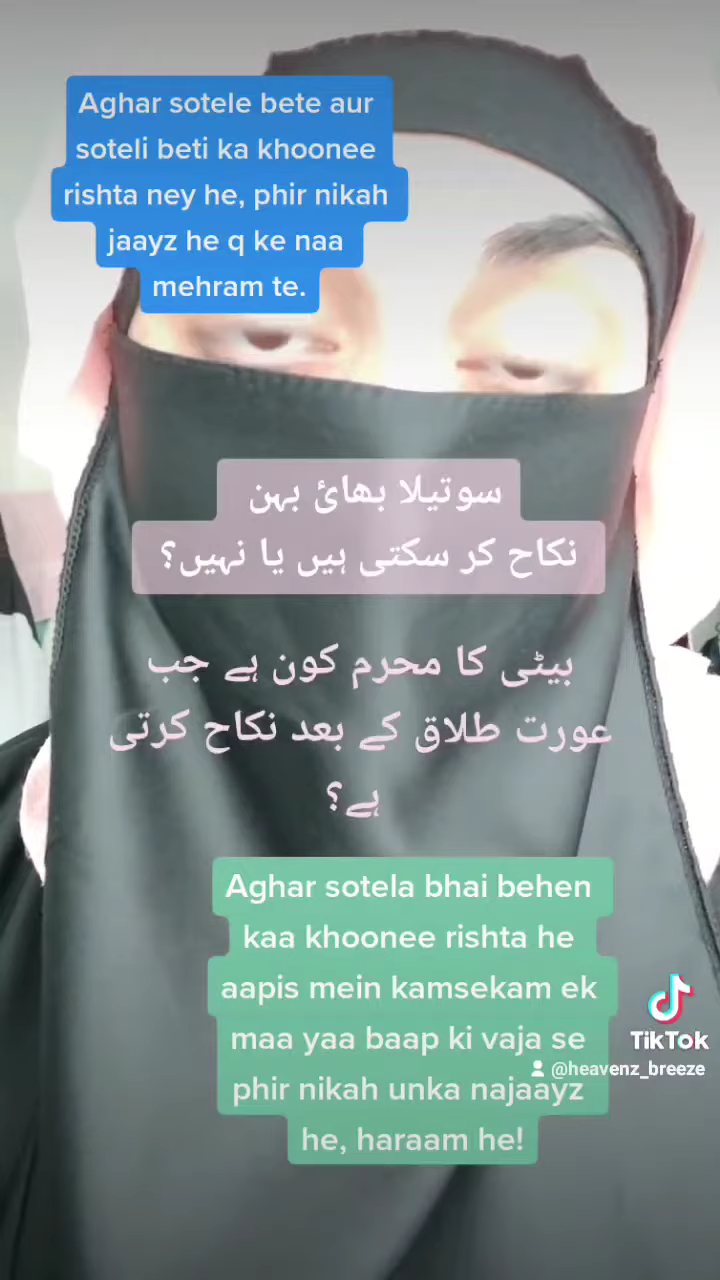 Aghar sotele bete aur
soteli beti ka khoonee
rishta ney he, phir nikah
jaayz he q ke naa
mehram te.
سوتیلا بھائ بہن
نکاح کر سکتی ہیں یا نہیں؟
بیٹی کا محرم کون ہے جب
عورت طلاق کے بعد نکاح کرتی
ہے؟
Aghar sotela bhai behen
kaa khoonee rishta he
aapis mein kamsekam ek
maa yaa baap ki vaja se
phir nikah unka najaayz
he, haraam he!
TikTok
@heavenz_breeze